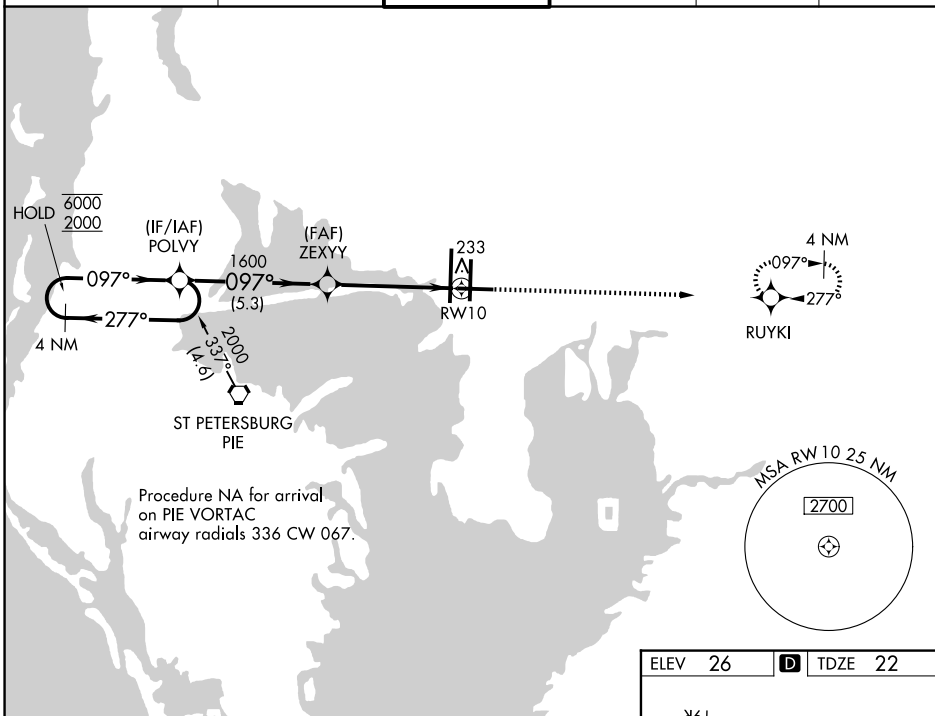 HOLD
6000
2000
(IF/IAF)
POLVY
(FAF)
ZEXYY
097°
1600
097°
(5.3)
277°
4 NM
2000
337°
(4.6)
ST PETERSBURG
PIE
233
RW10
4 NM
097°
277°
RUYKI
Procedure NA for arrival
on PIE VORTAC
airway radials 336 CW 067.
MSA RW 10 25 NM
2700
ELEV 26 D TDZE 22